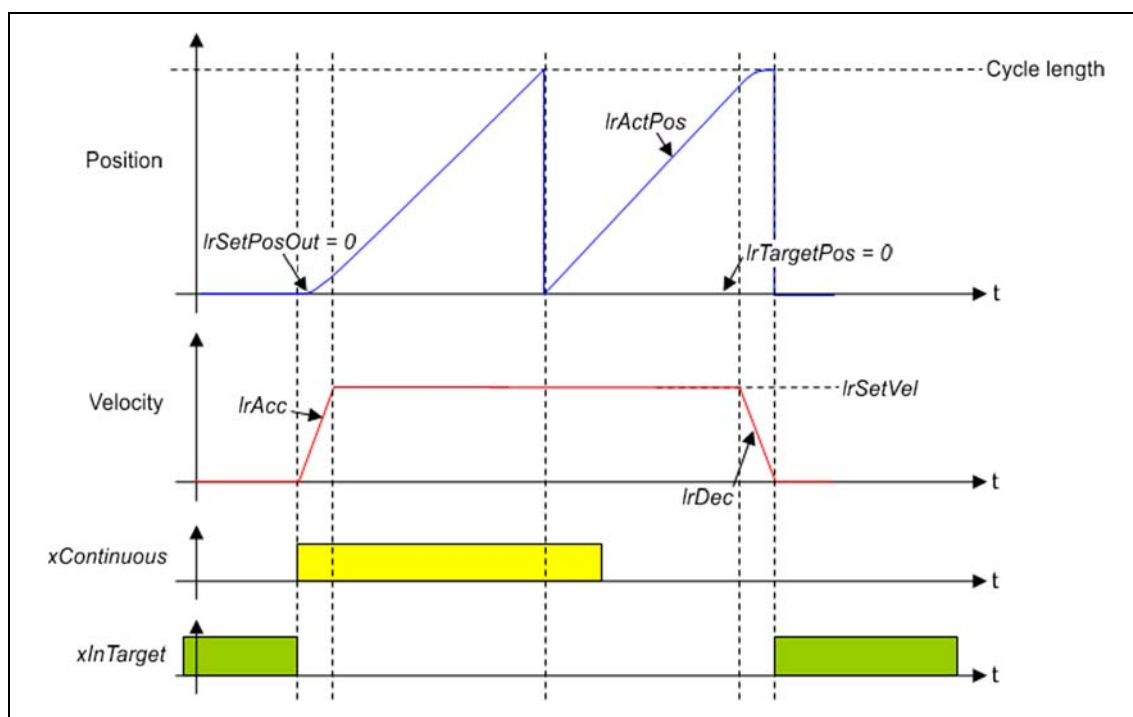 Cycle length
lrActPos
Position
lrSetPosOut = 0
lrTargetPos = 0
t
Velocity
lrSetVel
lrAcc
lrDec
t
xContinuous
t
xInTarget
t